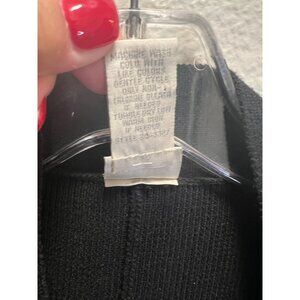 MACHINE WASH
COLD WITH
LIKE COLORS
GENTLE CYCLE
ONLY NON-
CHLORINE BLEACH
IF NEEDED
TUMBLE DRY LOW
WARM IRON
IF NEEDED
STYLE